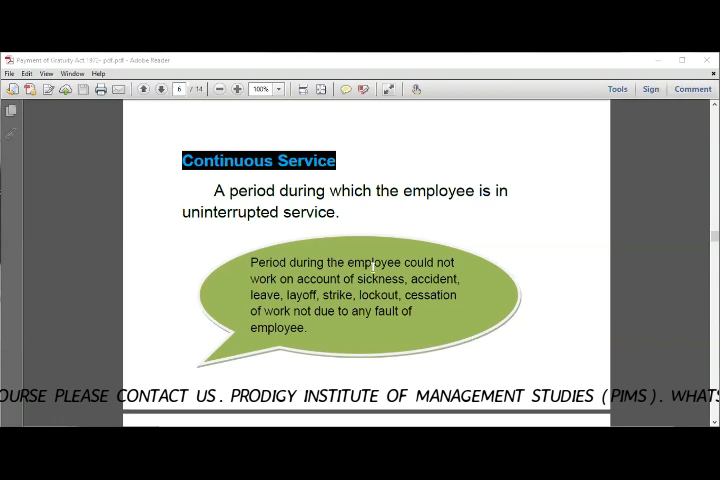 Payment of Gratuity Act 1972- pdf.pdf - Adobe Reader
File Edit View Window Help
6 / 14 100% Tools Sign Comment
Continuous Service
A period during which the employee is in
uninterrupted service.
Period during the employee could not
work on account of sickness, accident,
leave, layoff, strike, lockout, cessation
of work not due to any fault of
employee.
OURSE PLEASE CONTACT US . PRODIGY INSTITUTE OF MANAGEMENT STUDIES ( PIMS ) . WHATS